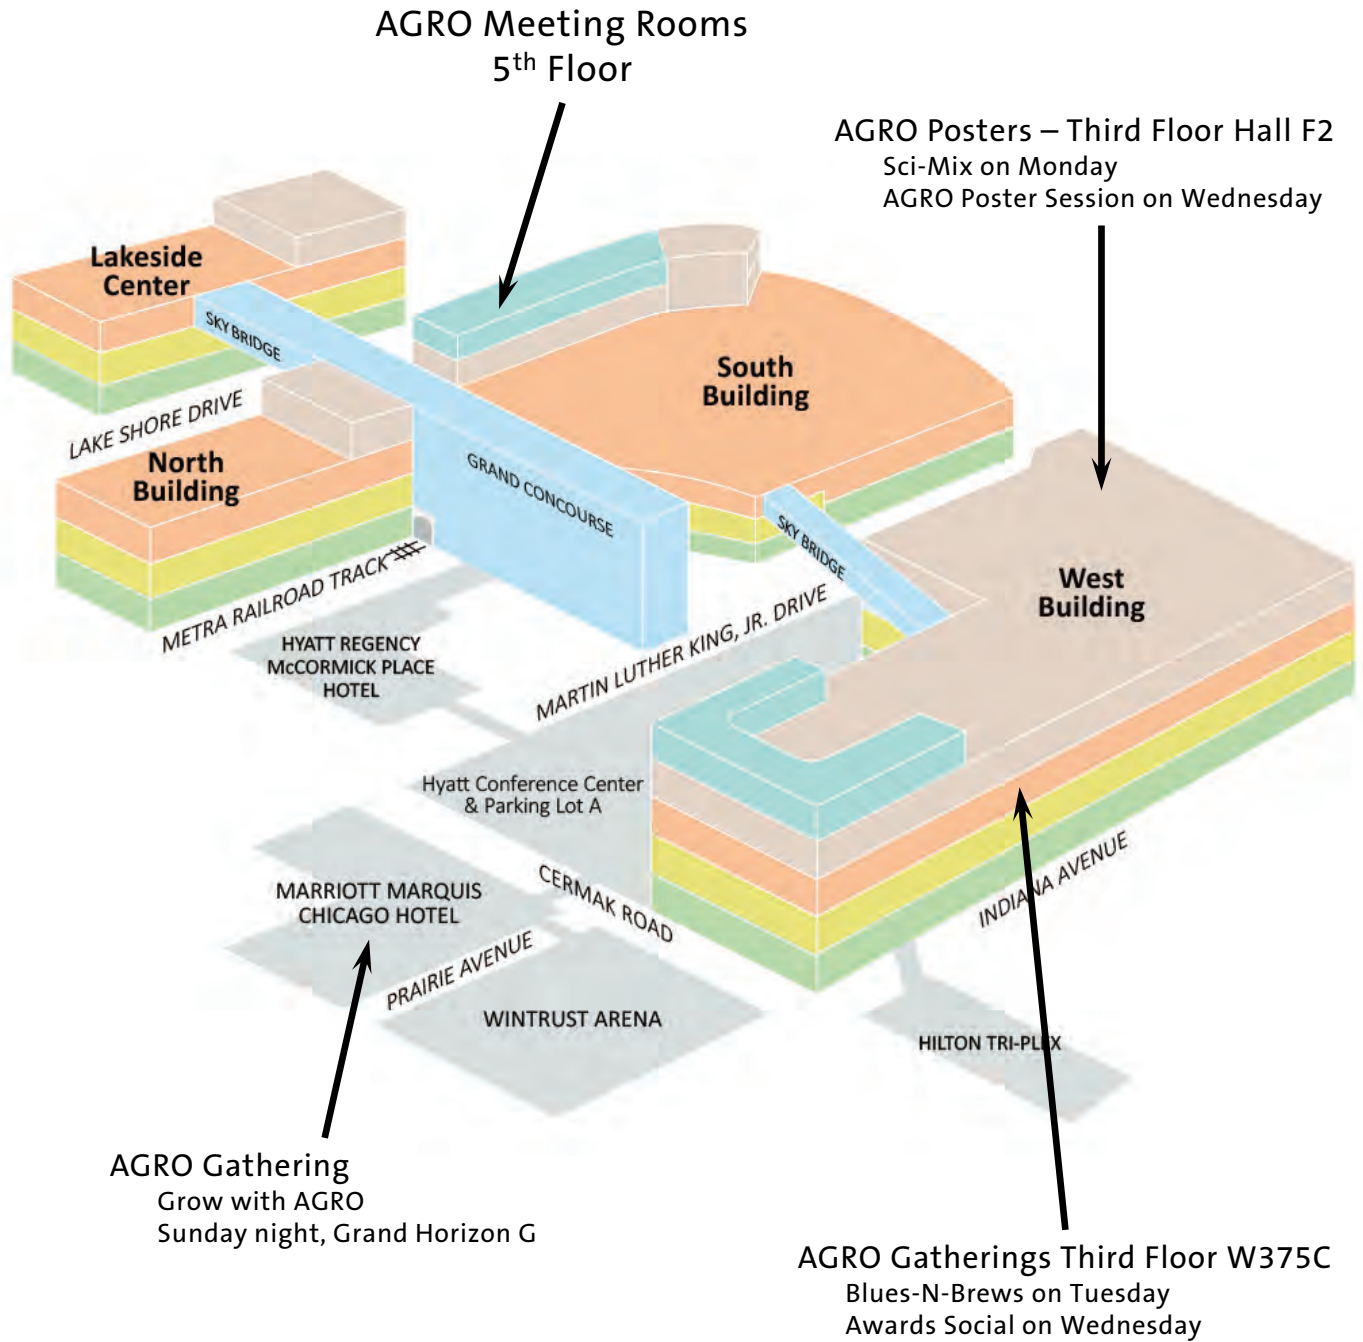 AGRO Meeting Rooms
5th Floor
AGRO Posters – Third Floor Hall F2
Sci-Mix on Monday
AGRO Poster Session on Wednesday
Lakeside
Center
SKY BRIDGE
LAKE SHORE DRIVE
South
Building
North
Building
GRAND CONCOURSE
SKY BRIDGE
West
Building
METRA RAILROAD TRACK
HYATT REGENCY
McCORMICK PLACE
HOTEL
MARTIN LUTHER KING, JR. DRIVE
Hyatt Conference Center
& Parking Lot A
MARRIOTT MARQUIS
CHICAGO HOTEL
CERMAK ROAD
INDIANA AVENUE
PRAIRIE AVENUE
WINTRUST ARENA
HILTON TRI-PLEX
AGRO Gathering
Grow with AGRO
Sunday night, Grand Horizon G
AGRO Gatherings Third Floor W375C
Blues-N-Brews on Tuesday
Awards Social on Wednesday